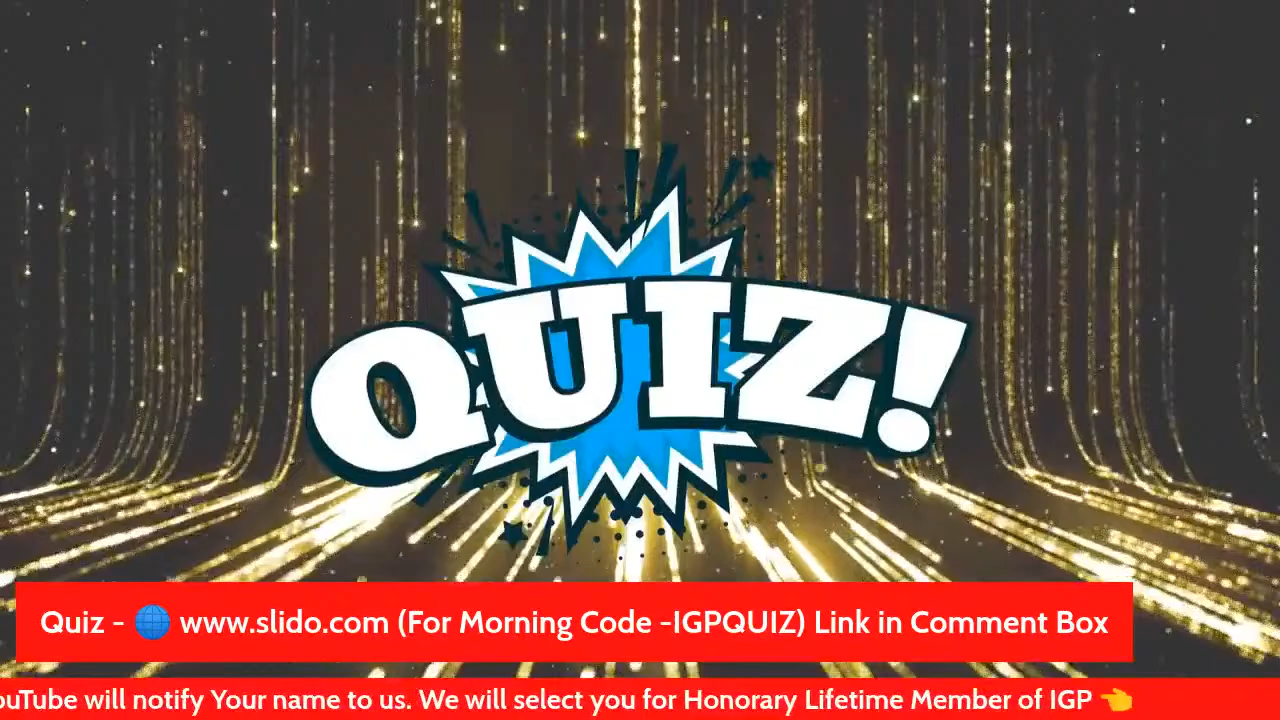 QUIZ!
Quiz - 🌐 www.slido.com (For Morning Code -IGPQUIZ) Link in Comment Box
ouTube will notify Your name to us. We will select you for Honorary Lifetime Member of IGP 👈